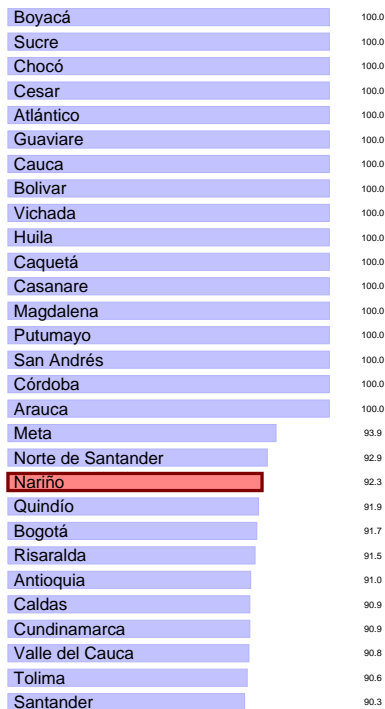 Boyacá 100.0
Sucre 100.0
Chocó 100.0
Cesar 100.0
Atlántico 100.0
Guaviare 100.0
Cauca 100.0
Bolivar 100.0
Vichada 100.0
Huila 100.0
Caquetá 100.0
Casanare 100.0
Magdalena 100.0
Putumayo 100.0
San Andrés 100.0
Córdoba 100.0
Arauca 100.0
Meta 93.9
Norte de Santander 92.9
Nariño 92.3
Quindío 91.9
Bogotá 91.7
Risaralda 91.5
Antioquia 91.0
Caldas 90.9
Cundinamarca 90.9
Valle del Cauca 90.8
Tolima 90.6
Santander 90.3